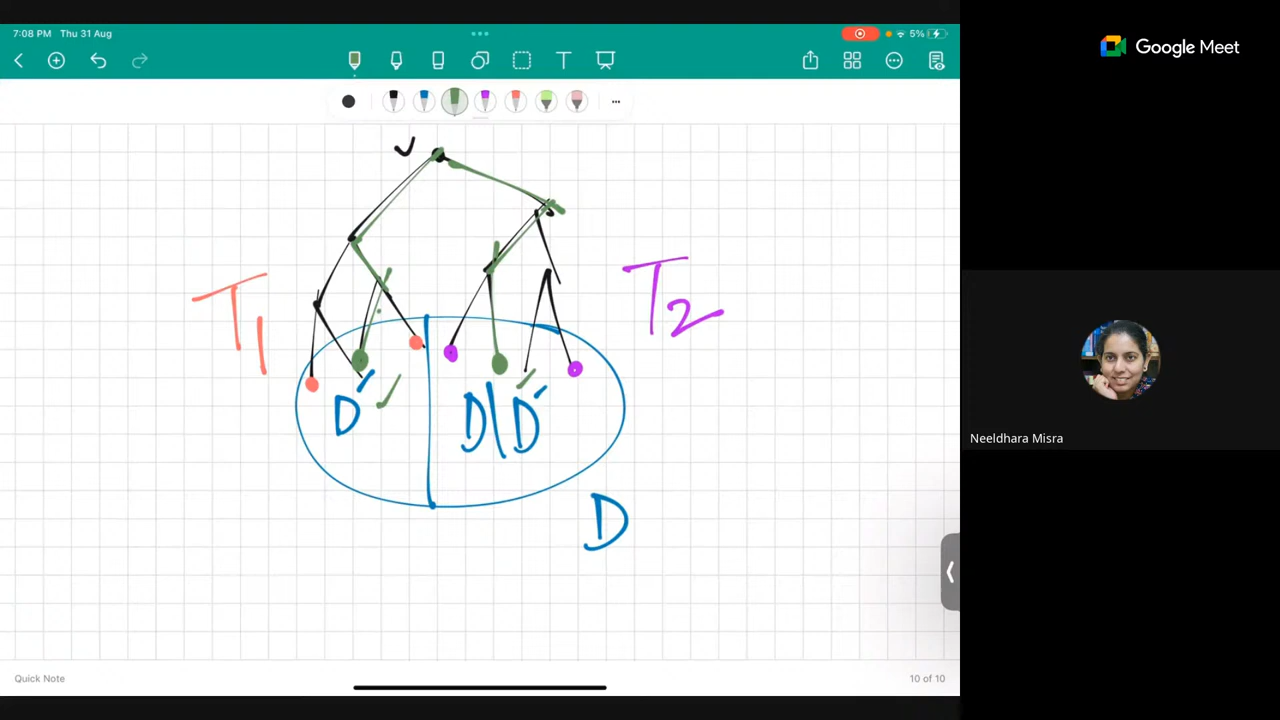 7:08 PM Thu 31 Aug
5%
Google Meet
T
v
T1
T2
D′
D\D′
D
Neeldhara Misra
Quick Note
10 of 10